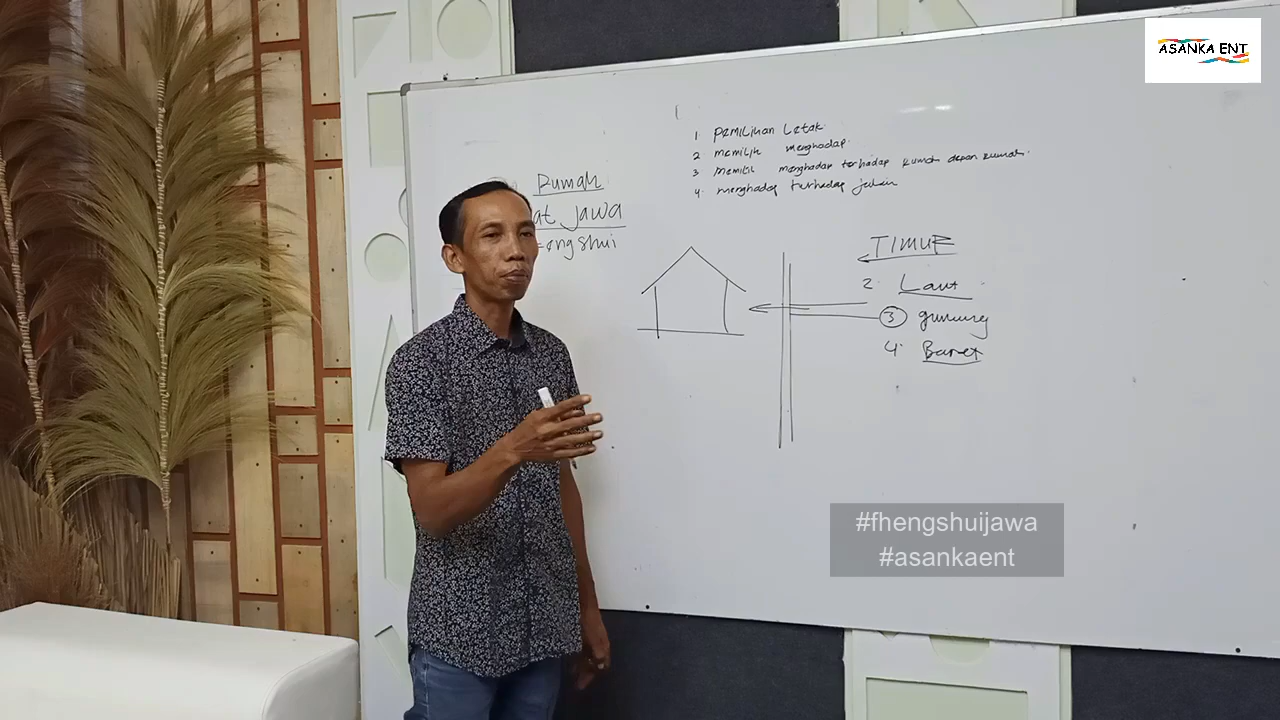 ASANKA ENT
1. Pemilihan Letak
2 memilih menghadap.
3 memilih menghadap terhadap rumah depan rumah.
4. menghadap terhadap jalan
Rumah
at Jawa
Fengshui
TIMUR
2. Laut
3 gunung
4. Barat
#fhengshuijawa
#asankaent